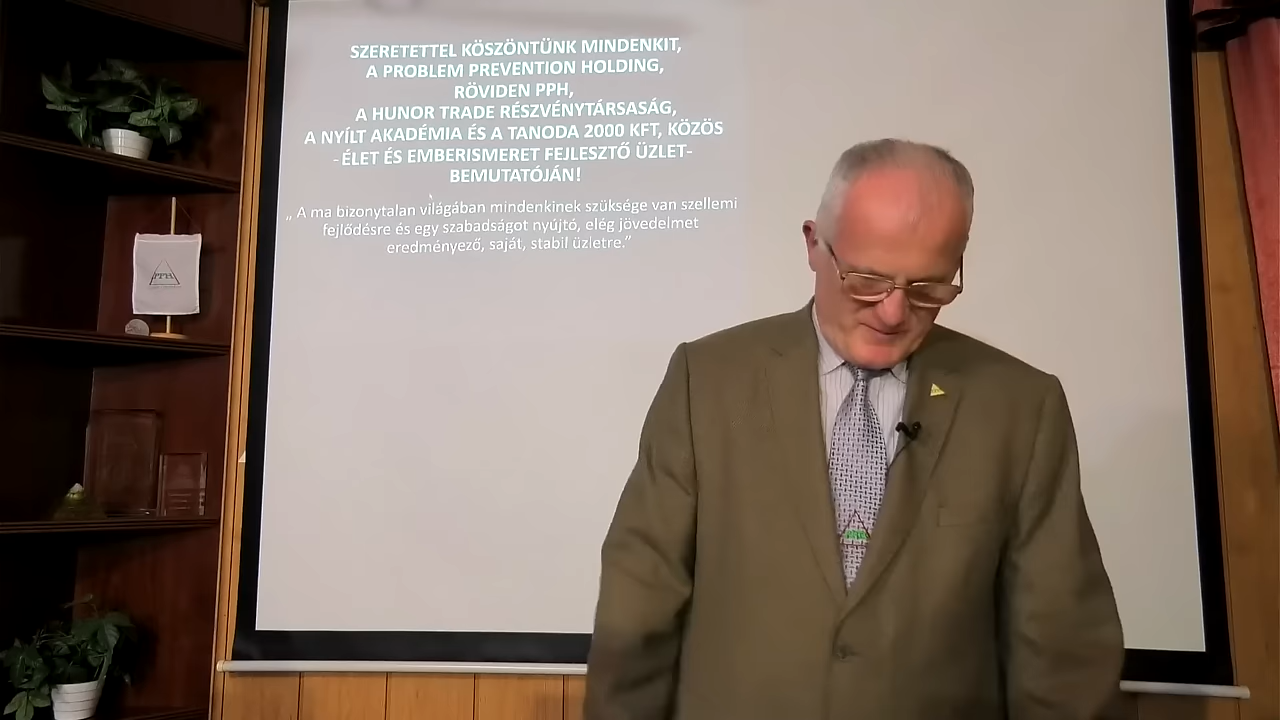 SZERETETTEL KÖSZÖNTÜNK MINDENKIT,
A PROBLEM PREVENTION HOLDING,
RÖVIDEN PPH,
A HUNOR TRADE RÉSZVÉNYTÁRSASÁG,
A NYÍLT AKADÉMIA ÉS A TANODA 2000 KFT, KÖZÖS
-ÉLET ÉS EMBERISMERET FEJLESZTŐ ÜZLET-
BEMUTATÓJÁN!
„ A ma bizonytalan világában mindenkinek szüksége van szellemi
fejlődésre és egy szabadságot nyújtó, elég jövedelmet
eredményező, saját, stabil üzletre.”
PPH